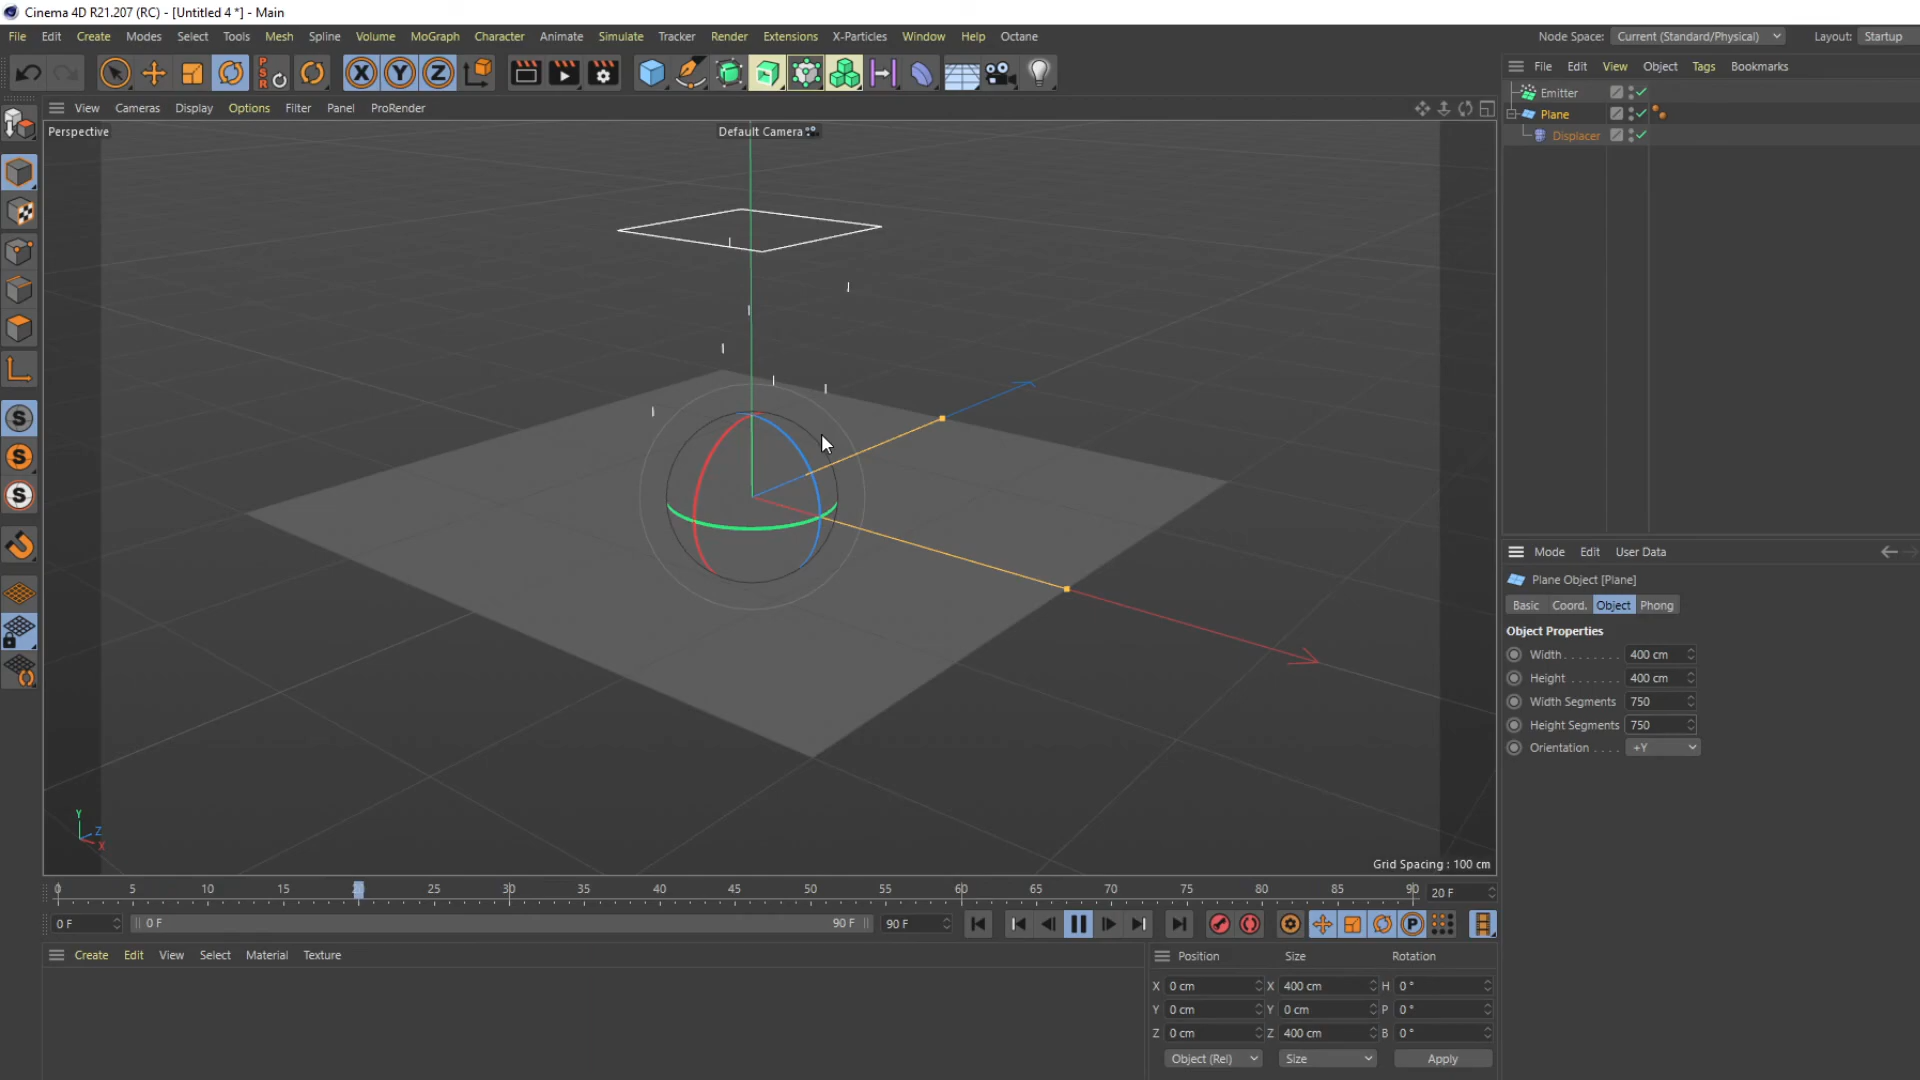 Cinema 4D R21.207 (RC) - [Untitled 4 *] - Main
File Edit Create Modes Select Tools Mesh Spline Volume MoGraph Character Animate Simulate Tracker Render Extensions X-Particles Window Help Octane Node Space: Current (Standard/Physical) Layout: Startup
P S R X Y Z
File Edit View Object Tags Bookmarks
View Cameras Display Options Filter Panel ProRender
Emitter
Plane
Displacer
Perspective Default Camera
S
S
S
Mode Edit User Data
Plane Object [Plane]
Basic Coord. Object Phong
Object Properties
Width . . . . . . . . 400 cm
Height . . . . . . . 400 cm
Width Segments 750
Height Segments 750
Orientation . . . . +Y
Y
Z
X
Grid Spacing : 100 cm
0 5 10 15 20 25 30 35 40 45 50 55 60 65 70 75 80 85 90 20 F
0 F 0 F 90 F 90 F P
Create Edit View Select Material Texture
Position Size Rotation
X 0 cm X 400 cm H 0 °
Y 0 cm Y 0 cm P 0 °
Z 0 cm Z 400 cm B 0 °
Object (Rel) Size Apply